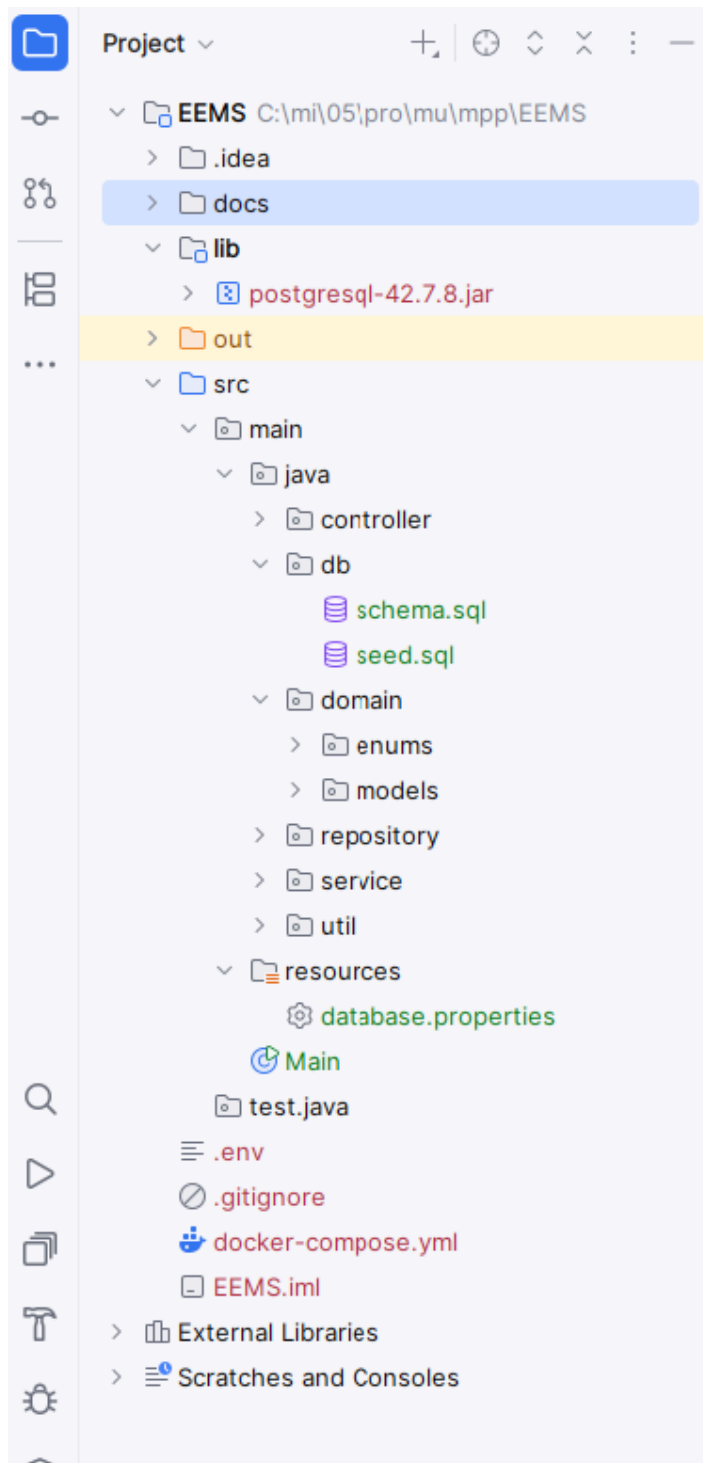 Project
EEMS C:\mi\05\pro\mu\mpp\EEMS
.idea
docs
lib
postgresql-42.7.8.jar
out
src
main
java
controller
db
schema.sql
seed.sql
domain
enums
models
repository
service
util
resources
database.properties
Main
test.java
.env
.gitignore
docker-compose.yml
EEMS.iml
External Libraries
Scratches and Consoles